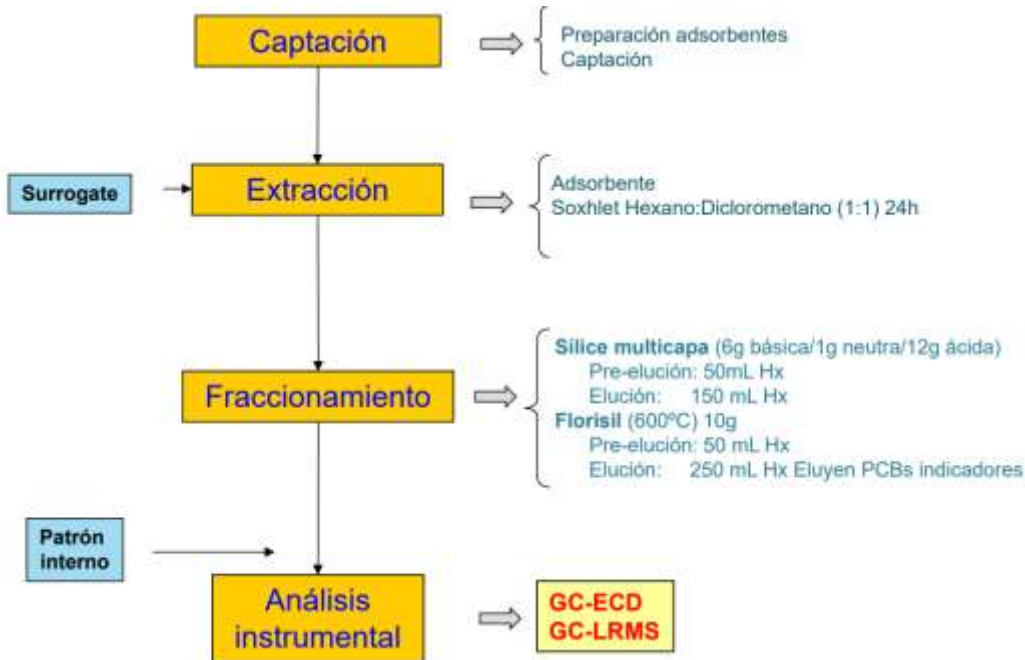 Captación
Preparación adsorbentes
Captación
Surrogate
Extracción
Adsorbente
Soxhlet Hexano:Diclorometano (1:1) 24h
Fraccionamiento
Sílice multicapa (6g básica/1g neutra/12g ácida)
Pre-elución: 50mL Hx
Elución: 150 mL Hx
Florisil (600ºC) 10g
Pre-elución: 50 mL Hx
Elución: 250 mL Hx Eluyen PCBs indicadores
Patrón
interno
Análisis
instrumental
GC-ECD
GC-LRMS